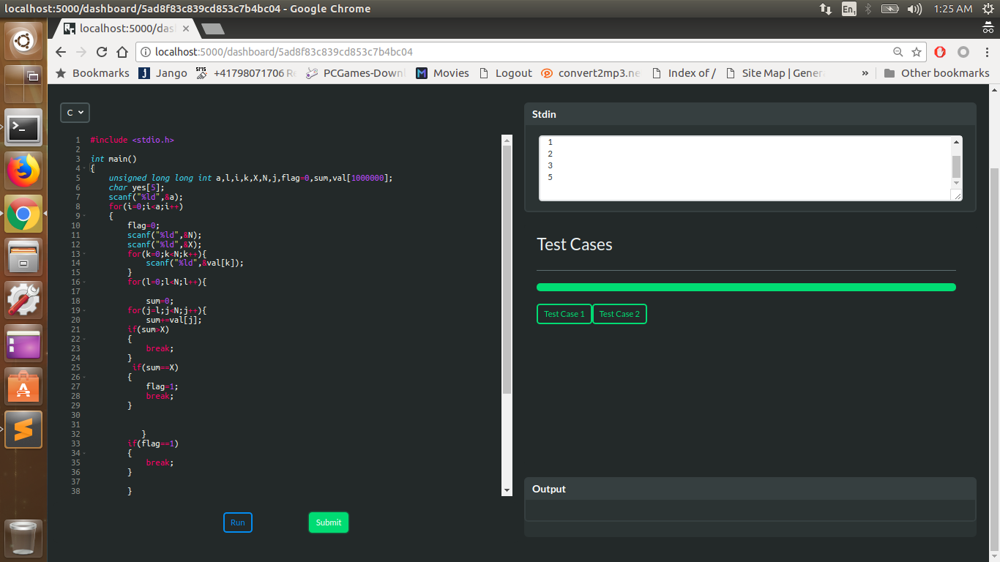 localhost:5000/dashboard/5ad8f83c839cd853c7b4bc04 - Google Chrome
En1
1:25 AM
localhost:5000/das
localhost:5000/dashboard/5ad8f83c839cd853c7b4bc04
Bookmarks
Jango
SMS
+41798071706 Re
PCGames-Downl
Movies
Logout
convert2mp3.ne
Index of /
Site Map | Genera
»
Other bookmarks
C
1 #include <stdio.h>
2
3 int main()
4 {
5 unsigned long long int a,l,i,k,X,N,j,flag=0,sum,val[1000000];
6 char yes[5];
7 scanf("%ld",&a);
8 for(i=0;i<a;i++)
9 {
10 flag=0;
11 scanf("%ld",&N);
12 scanf("%ld",&X);
13 for(k=0;k<N;k++){
14 scanf("%ld",&val[k]);
15 }
16 for(l=0;l<N;l++){
17
18 sum=0;
19 for(j=l;j<N;j++){
20 sum+=val[j];
21 if(sum>X)
22 {
23 break;
24 }
25 if(sum==X)
26 {
27 flag=1;
28 break;
29 }
30
31
32 }
33 if(flag==1)
34 {
35 break;
36 }
37
38 }
Run
Submit
Stdin
1
2
3
5
Test Cases
Test Case 1
Test Case 2
Output